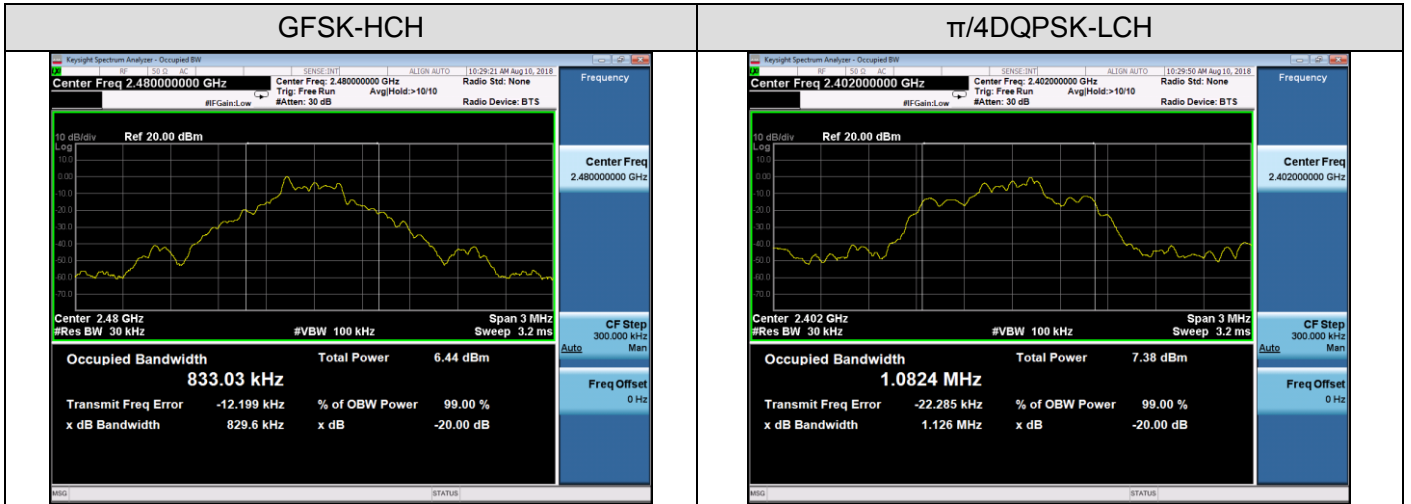 GFSK-HCH
Keysight Spectrum Analyzer - Occupied BW
RF 50 Ω AC SENSE:INT ALIGN AUTO 10:29:21 AM Aug 10, 2018
Center Freq 2.480000000 GHz Center Freq: 2.480000000 GHz Radio Std: None Frequency
Trig: Free Run Avg|Hold:>10/10
#IFGain:Low #Atten: 30 dB Radio Device: BTS
10 dB/div Ref 20.00 dBm
Log
10.0
0.00
-10.0
-20.0
-30.0
-40.0
-50.0
-60.0
-70.0
Center Freq
2.480000000 GHz
Center 2.48 GHz Span 3 MHz
#Res BW 30 kHz #VBW 100 kHz Sweep 3.2 ms
CF Step
300.000 kHz
Auto Man
Occupied Bandwidth Total Power 6.44 dBm
833.03 kHz
Freq Offset
0 Hz
Transmit Freq Error -12.199 kHz % of OBW Power 99.00 %
x dB Bandwidth 829.6 kHz x dB -20.00 dB
MSG STATUS
π/4DQPSK-LCH
Keysight Spectrum Analyzer - Occupied BW
RF 50 Ω AC SENSE:INT ALIGN AUTO 10:29:50 AM Aug 10, 2018
Center Freq 2.402000000 GHz Center Freq: 2.402000000 GHz Radio Std: None Frequency
Trig: Free Run Avg|Hold:>10/10
#IFGain:Low #Atten: 30 dB Radio Device: BTS
10 dB/div Ref 20.00 dBm
Log
10.0
0.00
-10.0
-20.0
-30.0
-40.0
-50.0
-60.0
-70.0
Center Freq
2.402000000 GHz
Center 2.402 GHz Span 3 MHz
#Res BW 30 kHz #VBW 100 kHz Sweep 3.2 ms
CF Step
300.000 kHz
Auto Man
Occupied Bandwidth Total Power 7.38 dBm
1.0824 MHz
Freq Offset
0 Hz
Transmit Freq Error -22.285 kHz % of OBW Power 99.00 %
x dB Bandwidth 1.126 MHz x dB -20.00 dB
MSG STATUS